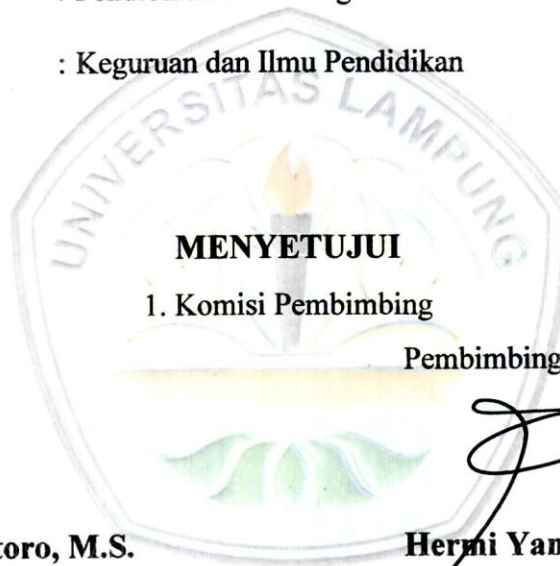 : Keguruan dan Ilmu Pendidikan
UNIVERSITAS LAMPUNG
MENYETUJUI
1. Komisi Pembimbing
Pembimbing
toro, M.S.
Hermi Yan